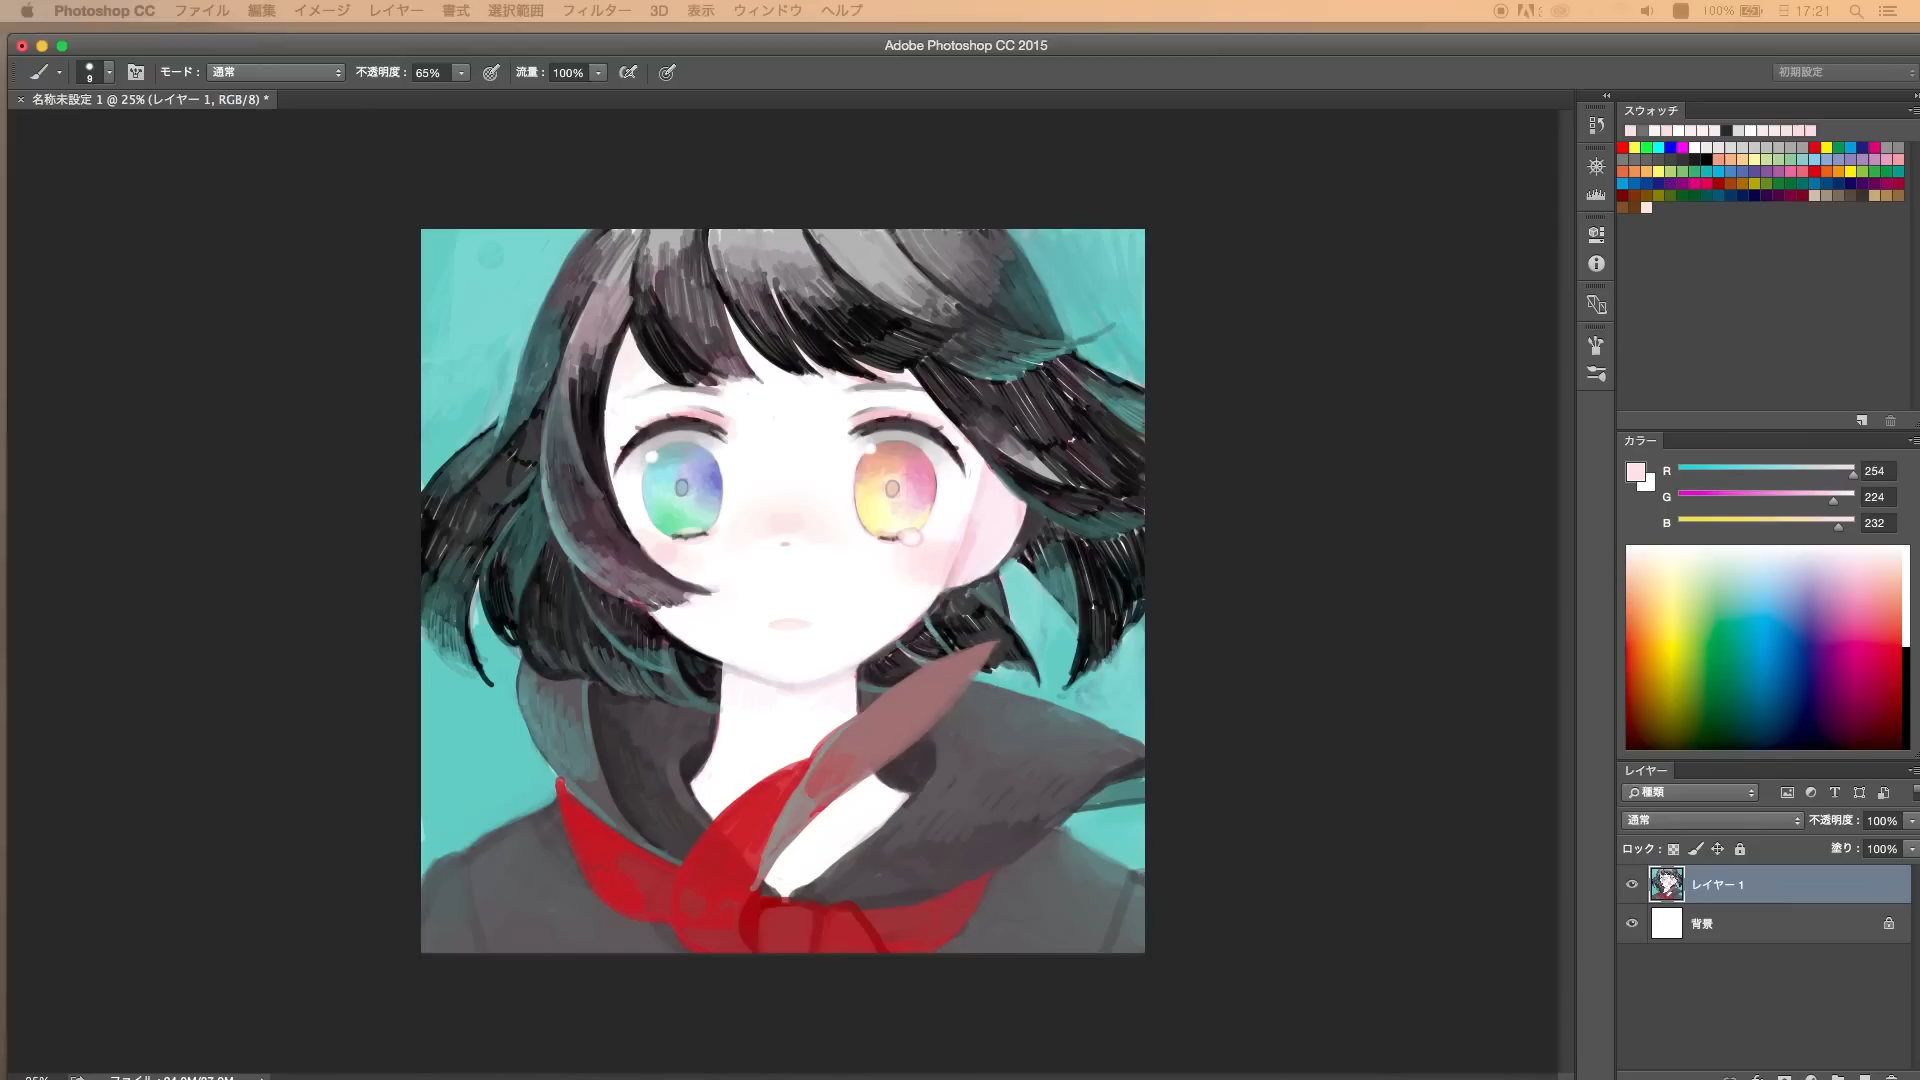 Photoshop CC ファイル 編集 イメージ レイヤー 書式 選択範囲 フィルター 3D 表示 ウィンドウ ヘルプ 100% 17:21
Adobe Photoshop CC 2015
9 モード： 通常 不透明度： 65% 流量： 100% 初期設定
× 名称未設定 1 @ 25% (レイヤー 1, RGB/8) *
スウォッチ
カラー
R 254
G 224
B 232
レイヤー
種類
通常 不透明度： 100%
ロック： 塗り： 100%
レイヤー 1
背景